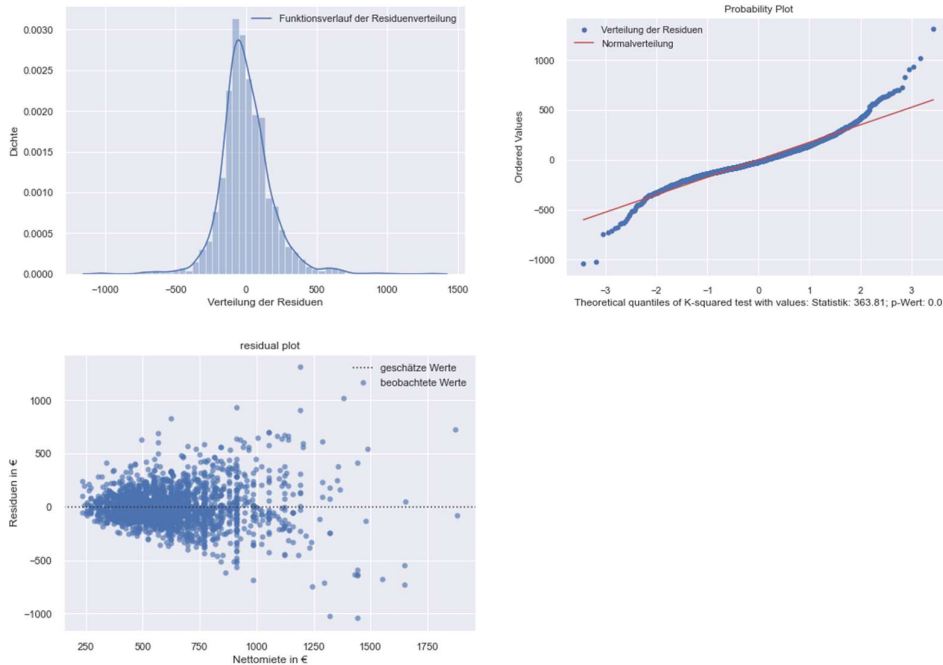 Funktionsverlauf der Residuenverteilung
0.0030
0.0025
0.0020
0.0015
0.0010
0.0005
0.0000
Dichte
−1000 −500 0 500 1000 1500
Verteilung der Residuen
Probability Plot
Verteilung der Residuen
Normalverteilung
1000
500
0
−500
−1000
Ordered Values
−3 −2 −1 0 1 2 3
Theoretical quantiles of K-squared test with values: Statistik: 363.81; p-Wert: 0.0
residual plot
geschätze Werte
beobachtete Werte
1000
500
0
−500
−1000
Residuen in €
250 500 750 1000 1250 1500 1750
Nettomiete in €